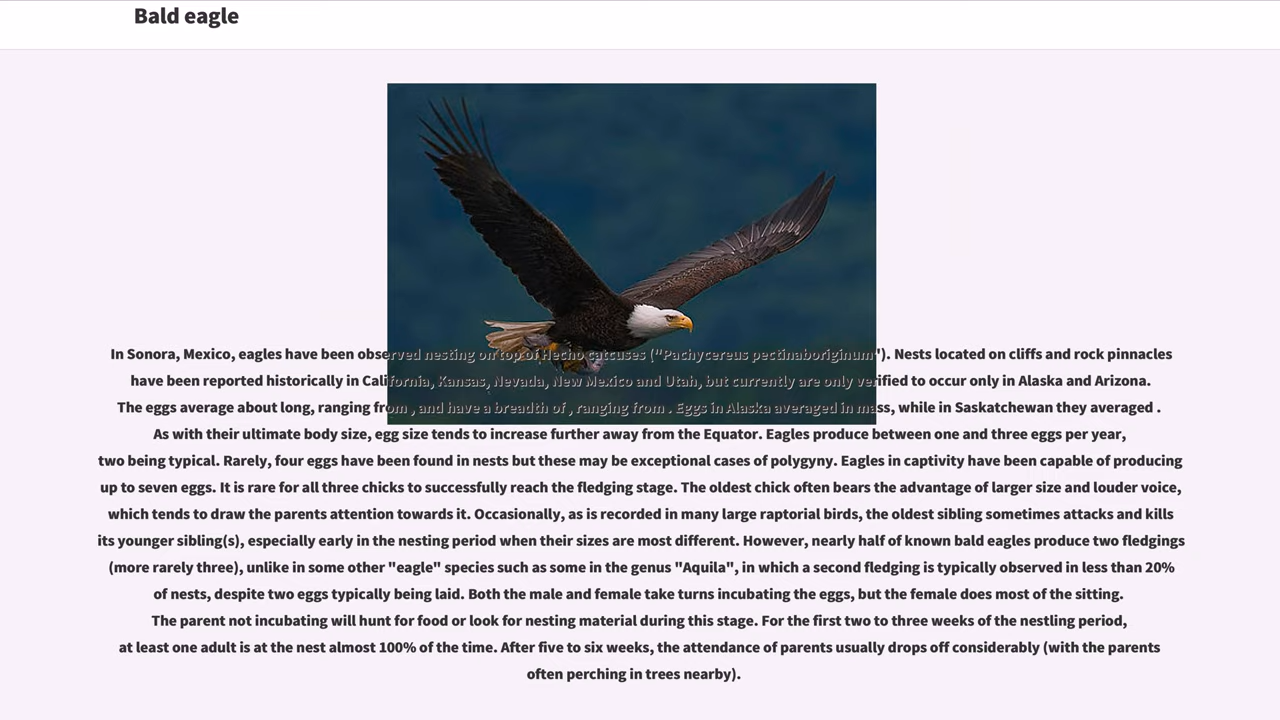 Bald eagle
In Sonora, Mexico, eagles have been observed nesting on top of Hecho catcuses ("Pachycereus pectinaboriginum"). Nests located on cliffs and rock pinnacles
have been reported historically in California, Kansas, Nevada, New Mexico and Utah, but currently are only verified to occur only in Alaska and Arizona.
The eggs average about long, ranging from , and have a breadth of , ranging from . Eggs in Alaska averaged in mass, while in Saskatchewan they averaged .
As with their ultimate body size, egg size tends to increase further away from the Equator. Eagles produce between one and three eggs per year,
two being typical. Rarely, four eggs have been found in nests but these may be exceptional cases of polygyny. Eagles in captivity have been capable of producing
up to seven eggs. It is rare for all three chicks to successfully reach the fledging stage. The oldest chick often bears the advantage of larger size and louder voice,
which tends to draw the parents attention towards it. Occasionally, as is recorded in many large raptorial birds, the oldest sibling sometimes attacks and kills
its younger sibling(s), especially early in the nesting period when their sizes are most different. However, nearly half of known bald eagles produce two fledgings
(more rarely three), unlike in some other "eagle" species such as some in the genus "Aquila", in which a second fledging is typically observed in less than 20%
of nests, despite two eggs typically being laid. Both the male and female take turns incubating the eggs, but the female does most of the sitting.
The parent not incubating will hunt for food or look for nesting material during this stage. For the first two to three weeks of the nestling period,
at least one adult is at the nest almost 100% of the time. After five to six weeks, the attendance of parents usually drops off considerably (with the parents
often perching in trees nearby).